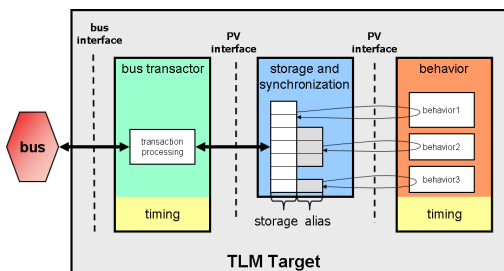 bus
interface
PV
interface
PV
interface
bus transactor
storage and
synchronization
behavior
bus
transaction
processing
behavior1
behavior2
behavior3
timing
storage alias
timing
TLM Target